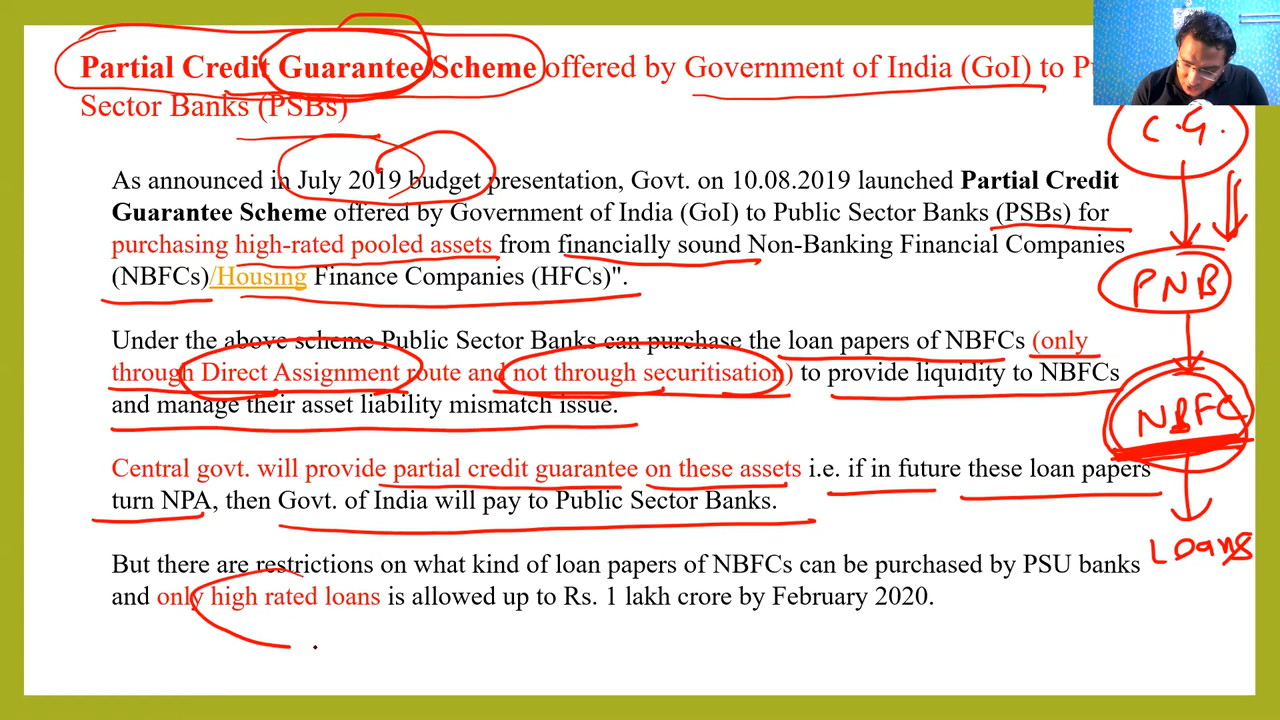 Partial Credit Guarantee Scheme offered by Government of India (GoI) to
Sector Banks (PSBs)
As announced in July 2019 budget presentation, Govt. on 10.08.2019 launched Partial Credit
Guarantee Scheme offered by Government of India (GoI) to Public Sector Banks (PSBs) for
purchasing high-rated pooled assets from financially sound Non-Banking Financial Companies
(NBFCs)/Housing Finance Companies (HFCs)".
Under the above scheme Public Sector Banks can purchase the loan papers of NBFCs (only
through Direct Assignment route and not through securitisation) to provide liquidity to NBFCs
and manage their asset liability mismatch issue.
Central govt. will provide partial credit guarantee on these assets i.e. if in future these loan papers
turn NPA, then Govt. of India will pay to Public Sector Banks.
But there are restrictions on what kind of loan papers of NBFCs can be purchased by PSU banks
and only high rated loans is allowed up to Rs. 1 lakh crore by February 2020.
C.G.
PNB
NBFC
Loans